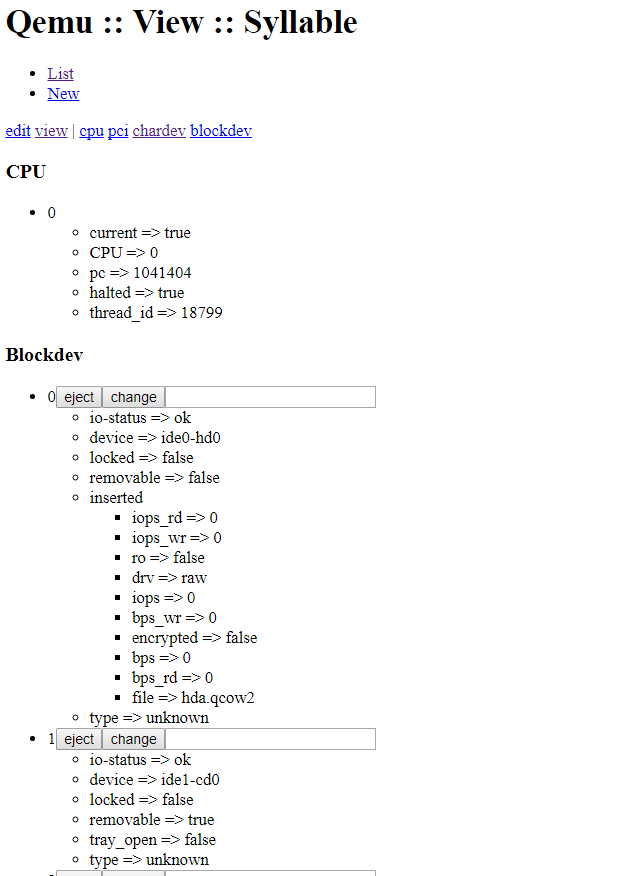 Qemu :: View :: Syllable
List
New
edit view | cpu pci chardev blockdev
CPU
0
current => true
CPU => 0
pc => 1041404
halted => true
thread_id => 18799
Blockdev
0 eject change
io-status => ok
device => ide0-hd0
locked => false
removable => false
inserted
iops_rd => 0
iops_wr => 0
ro => false
drv => raw
iops => 0
bps_wr => 0
encrypted => false
bps => 0
bps_rd => 0
file => hda.qcow2
type => unknown
1 eject change
io-status => ok
device => ide1-cd0
locked => false
removable => true
tray_open => false
type => unknown